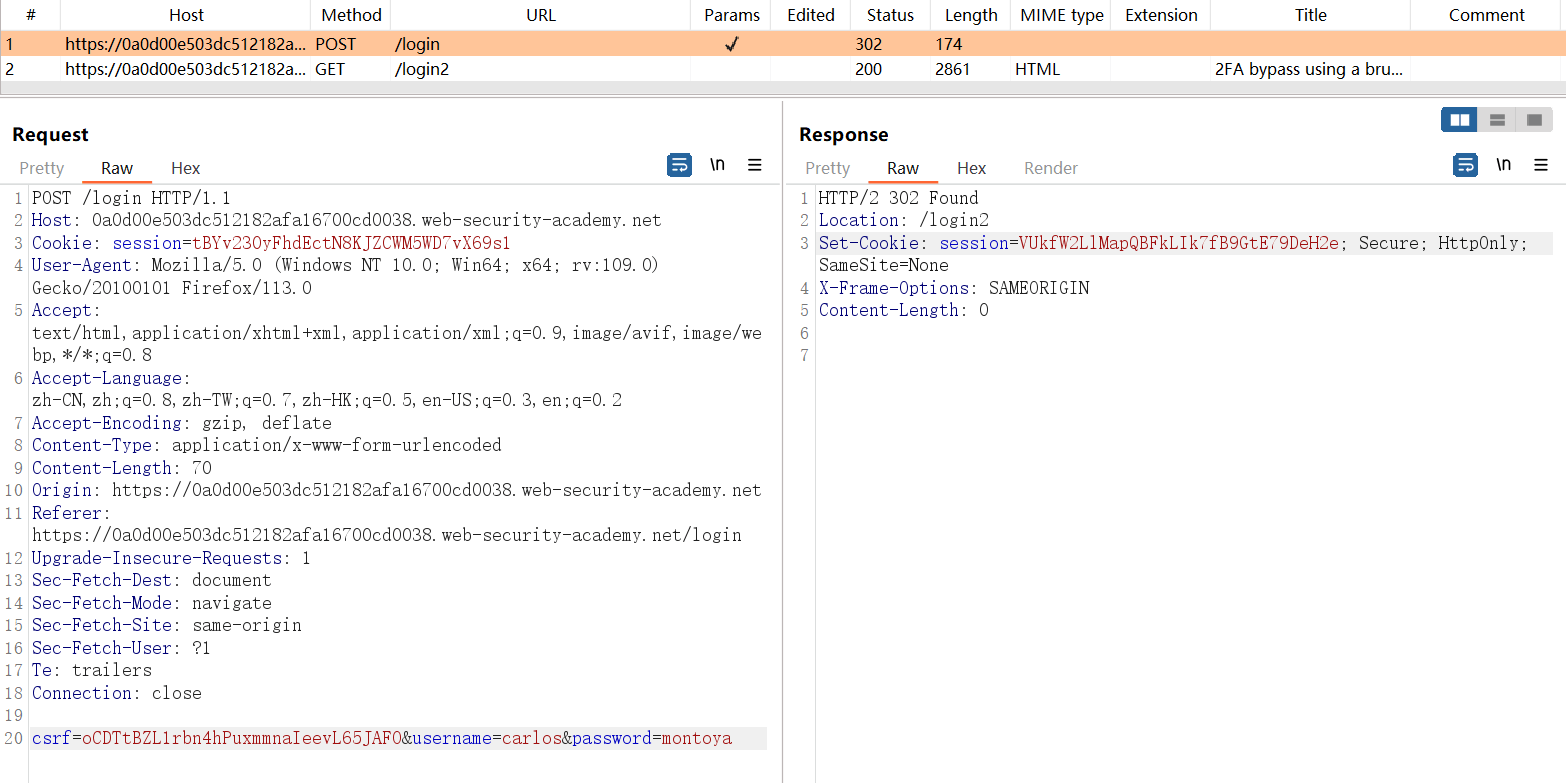 # Host Method URL Params Edited Status Length MIME type Extension Title Comment
1 https://0a0d00e503dc512182a... POST /login ✓ 302 174
2 https://0a0d00e503dc512182a... GET /login2 200 2861 HTML 2FA bypass using a bru...
Request
Pretty Raw Hex \n
1 POST /login HTTP/1.1
2 Host: 0a0d00e503dc512182afa16700cd0038.web-security-academy.net
3 Cookie: session=tBYv23OyFhdEctN8KJZCWM5WD7vX69s1
4 User-Agent: Mozilla/5.0 (Windows NT 10.0; Win64; x64; rv:109.0)
Gecko/20100101 Firefox/113.0
5 Accept:
text/html,application/xhtml+xml,application/xml;q=0.9,image/avif,image/we
bp,*/*;q=0.8
6 Accept-Language:
zh-CN,zh;q=0.8,zh-TW;q=0.7,zh-HK;q=0.5,en-US;q=0.3,en;q=0.2
7 Accept-Encoding: gzip, deflate
8 Content-Type: application/x-www-form-urlencoded
9 Content-Length: 70
10 Origin: https://0a0d00e503dc512182afa16700cd0038.web-security-academy.net
11 Referer:
https://0a0d00e503dc512182afa16700cd0038.web-security-academy.net/login
12 Upgrade-Insecure-Requests: 1
13 Sec-Fetch-Dest: document
14 Sec-Fetch-Mode: navigate
15 Sec-Fetch-Site: same-origin
16 Sec-Fetch-User: ?1
17 Te: trailers
18 Connection: close
19
20 csrf=oCDTtBZL1rbn4hPuxmmnaIeevL65JAFO&username=carlos&password=montoya
Response
Pretty Raw Hex Render \n
1 HTTP/2 302 Found
2 Location: /login2
3 Set-Cookie: session=VUkfW2LlMapQBFkLIk7fB9GtE79DeH2e; Secure; HttpOnly;
SameSite=None
4 X-Frame-Options: SAMEORIGIN
5 Content-Length: 0
6
7